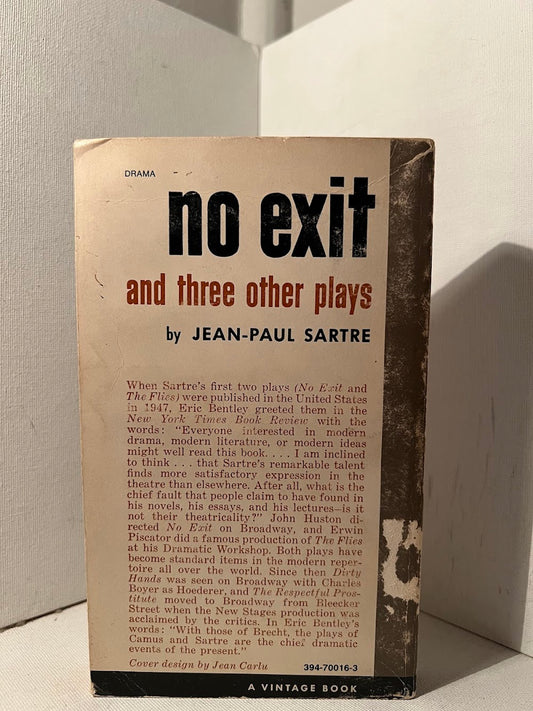 DRAMA
no exit
and three other plays
by JEAN-PAUL SARTRE
When Sartre's first two plays (No Exit and
The Flies) were published in the United States
in 1947, Eric Bentley greeted them in the
New York Times Book Review with the
words: "Everyone interested in modern
drama, modern literature, or modern ideas
might well read this book. . . . I am inclined
to think . . . that Sartre's remarkable talent
finds more satisfactory expression in the
theatre than elsewhere. After all, what is the
chief fault that people claim to have found in
his novels, his essays, and his lectures—is it
not their theatricality?" John Huston di-
rected No Exit on Broadway, and Erwin
Piscator did a famous production of The Flies
at his Dramatic Workshop. Both plays have
become standard items in the modern reper-
toire all over the world. Since then Dirty
Hands was seen on Broadway with Charles
Boyer as Hoederer, and The Respectful Pros-
titute moved to Broadway from Bleecker
Street when the New Stages production was
acclaimed by the critics. In Eric Bentley's
words: "With those of Brecht, the plays of
Camus and Sartre are the chief dramatic
events of the present."
Cover design by Jean Carlu
394-70016-3
A VINTAGE BOOK